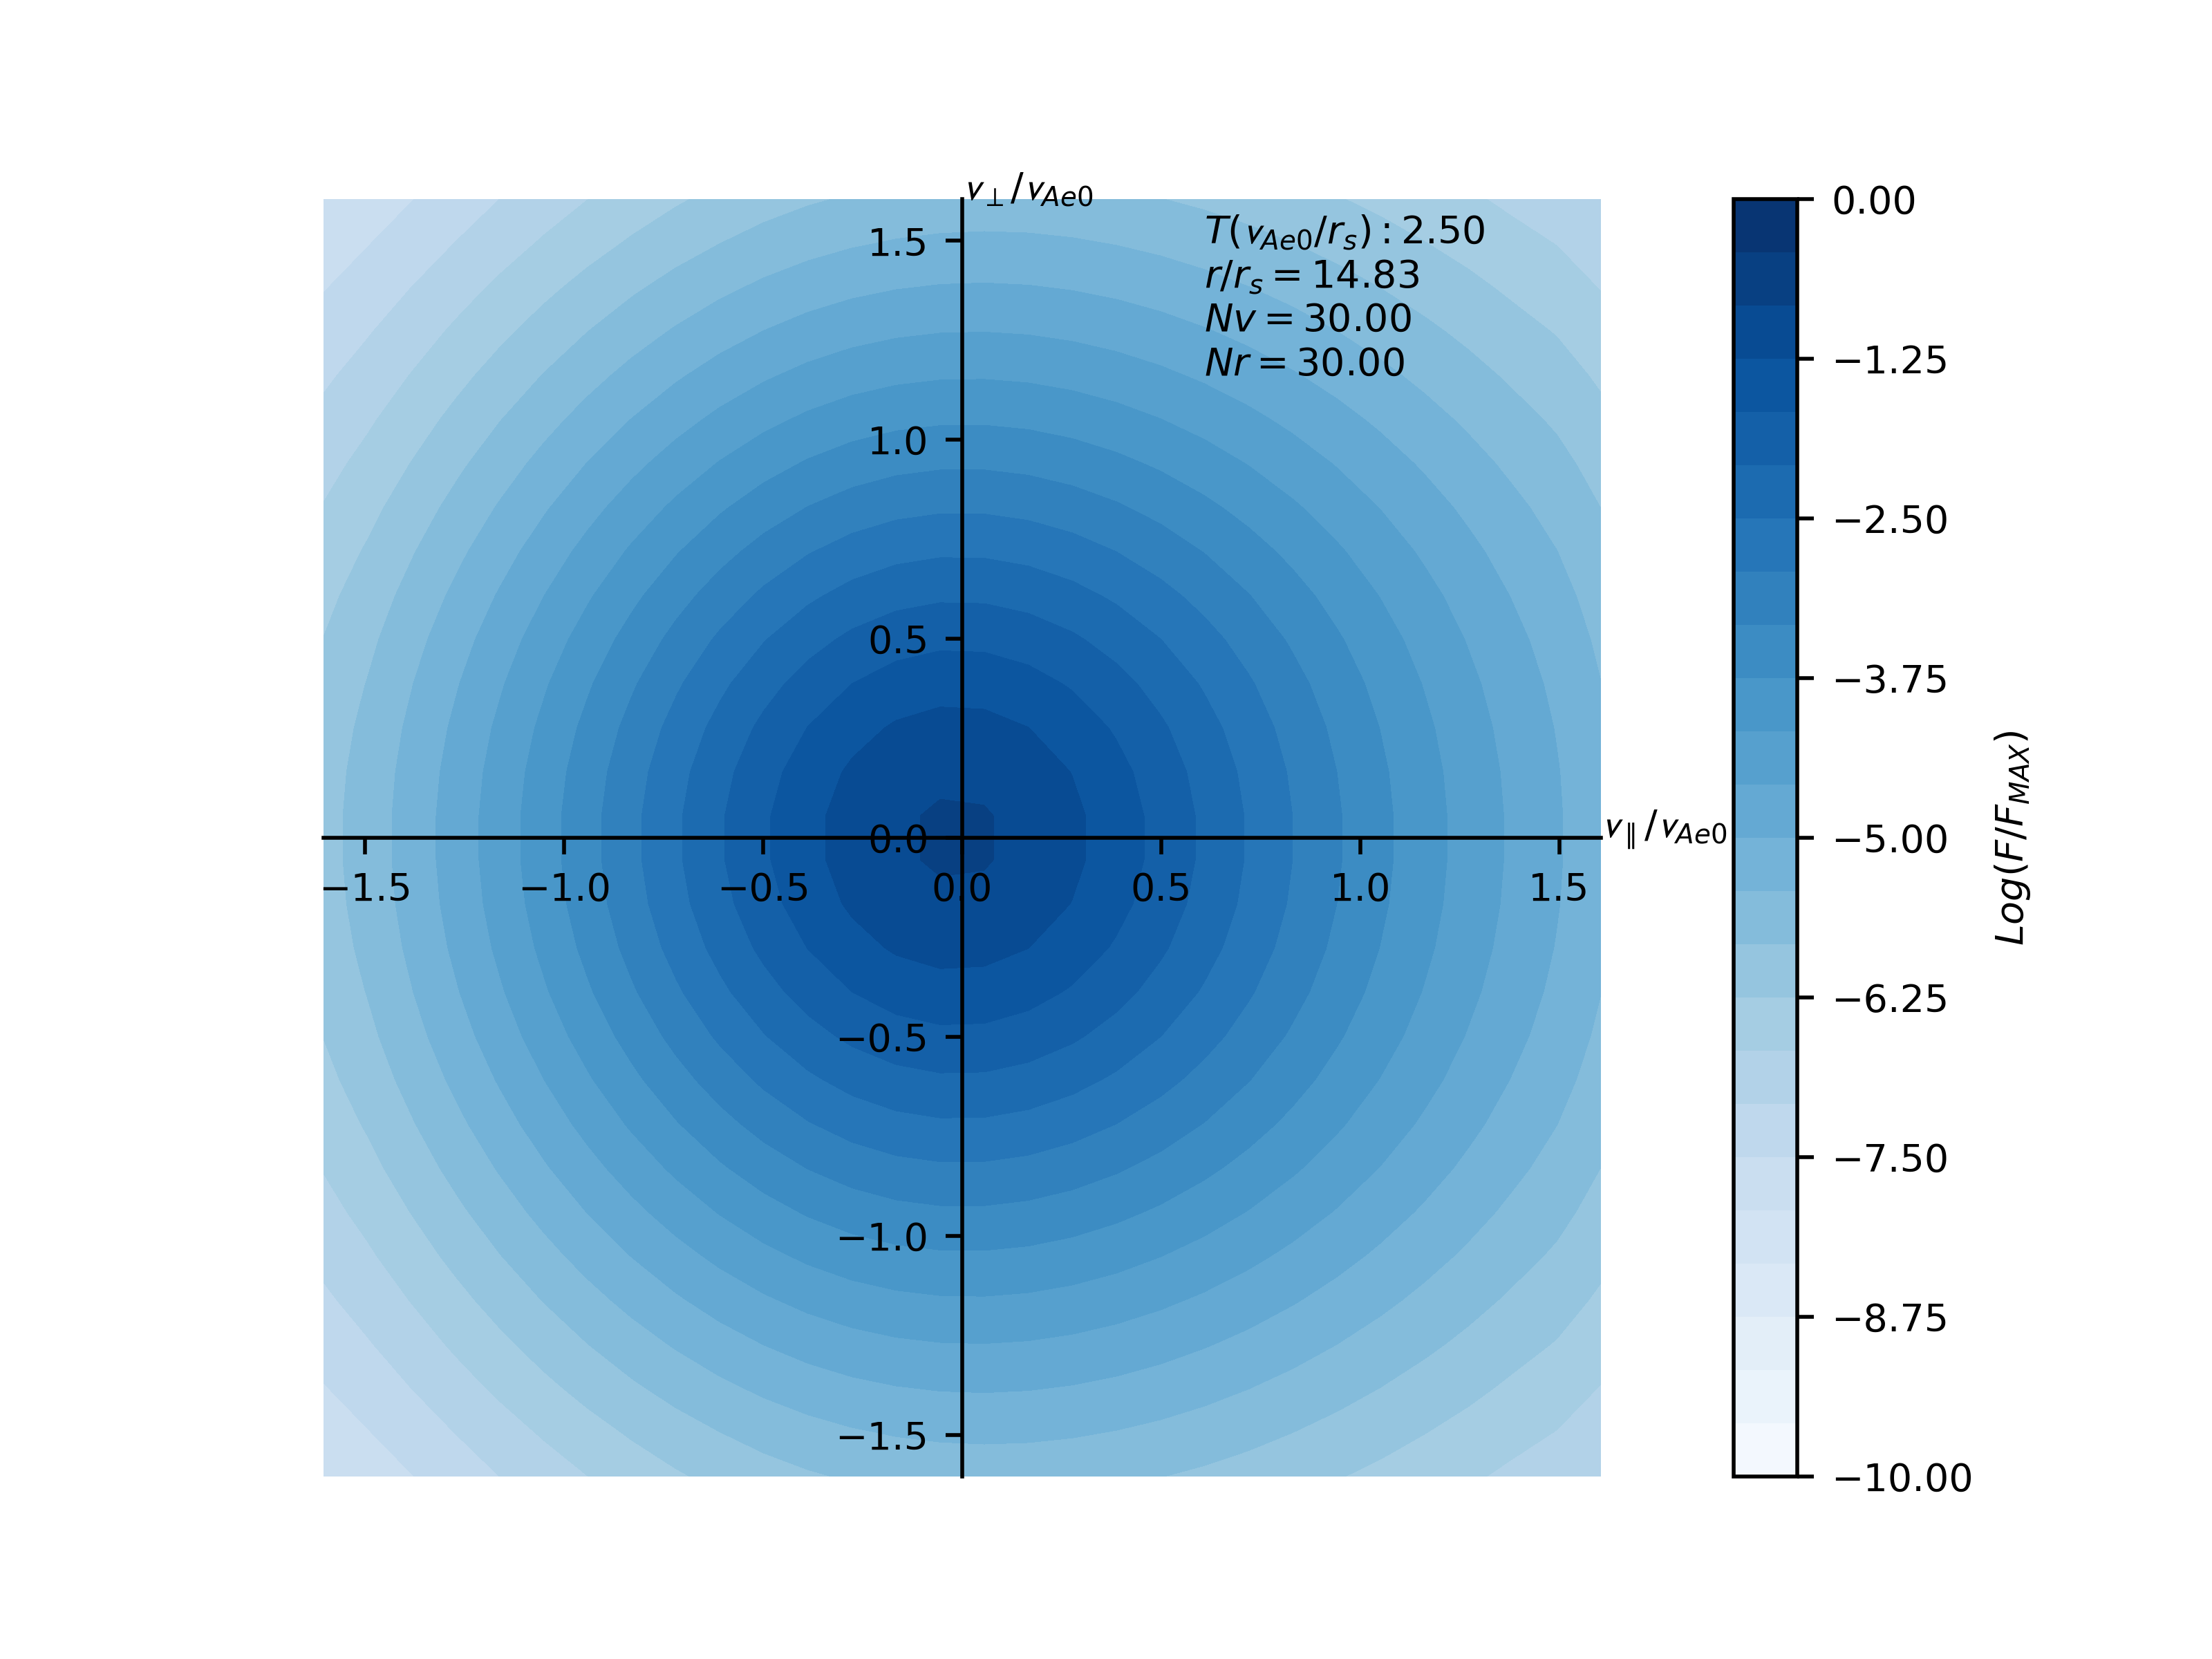 v⊥/vAe0
T(vAe0/rs) : 2.50
r/rs = 14.83
Nv = 30.00
Nr = 30.00
1.5
1.0
0.5
0.0
−0.5
−1.0
−1.5
−1.5 −1.0 −0.5 0.0 0.5 1.0 1.5
v∥/vAe0
0.00
−1.25
−2.50
−3.75
−5.00
−6.25
−7.50
−8.75
−10.00
Log(F/FMAX)